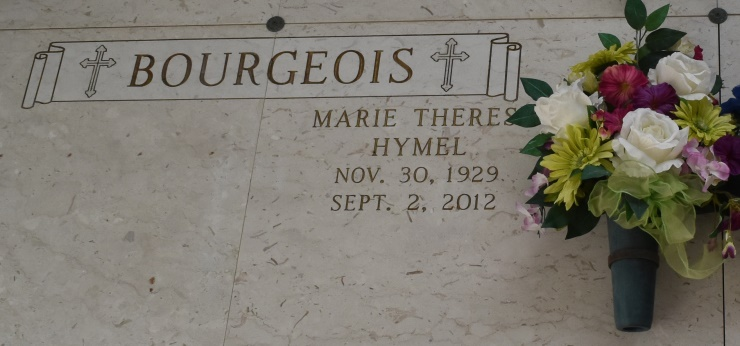 BOURGEOIS
MARIE THERES
HYMEL
NOV. 30, 1929
SEPT. 2, 2012